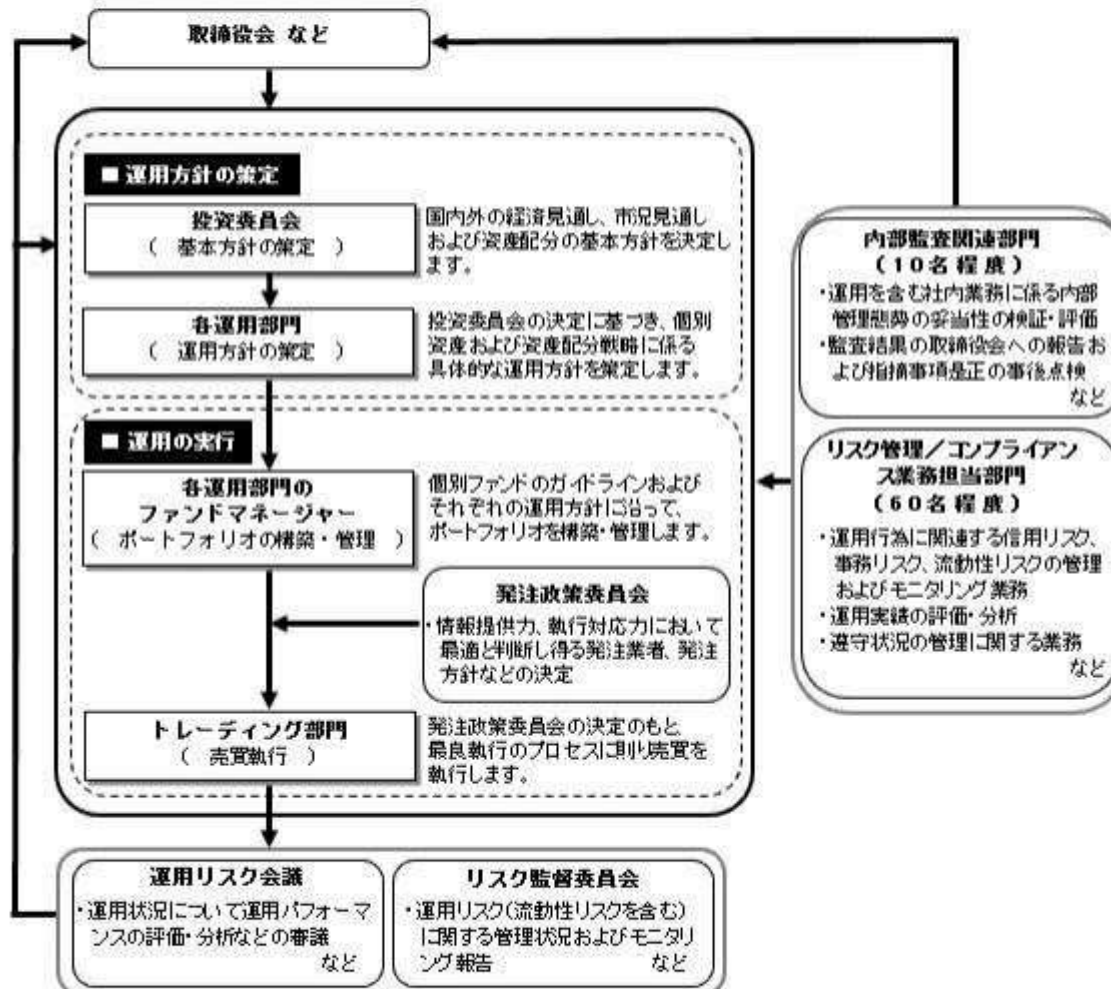 取締役会 など
■ 運用方針の策定
投資委員会
（ 基本方針の策定 ）
国内外の経済見通し、市況見通し
および資産配分の基本方針を決定し
ます。
各運用部門
（ 運用方針の策定 ）
投資委員会の決定に基づき、個別
資産および資産配分戦略に係る
具体的な運用方針を策定します。
■ 運用の実行
各運用部門の
ファンドマネージャー
（ ポートフォリオの構築・管理 ）
個別ファンドのガイドラインおよび
それぞれの運用方針に沿って、
ポートフォリオを構築・管理します。
発注政策委員会
・情報提供力、執行対応力において
最適と判断し得る発注業者、発注
方針などの決定
トレーディング部門
（ 売買執行 ）
発注政策委員会の決定のもと
最良執行のプロセスに則り売買を
執行します。
内部監査関連部門
（10名程度）
・運用を含む社内業務に係る内部
管理態勢の妥当性の検証・評価
・監査結果の取締役会への報告お
よび指摘事項是正の事後点検
など
リスク管理／コンプライアン
ス業務担当部門
（60名程度）
・運用行為に関連する信用リスク、
事務リスク、流動性リスクの管理
およびモニタリング業務
・運用実績の評価・分析
・遵守状況の管理に関する業務
など
運用リスク会議
・運用状況について運用パフォーマ
ンスの評価・分析などの審議
など
リスク監督委員会
・運用リスク(流動性リスクを含む)
に関する管理状況およびモニタリ
ング報告 など